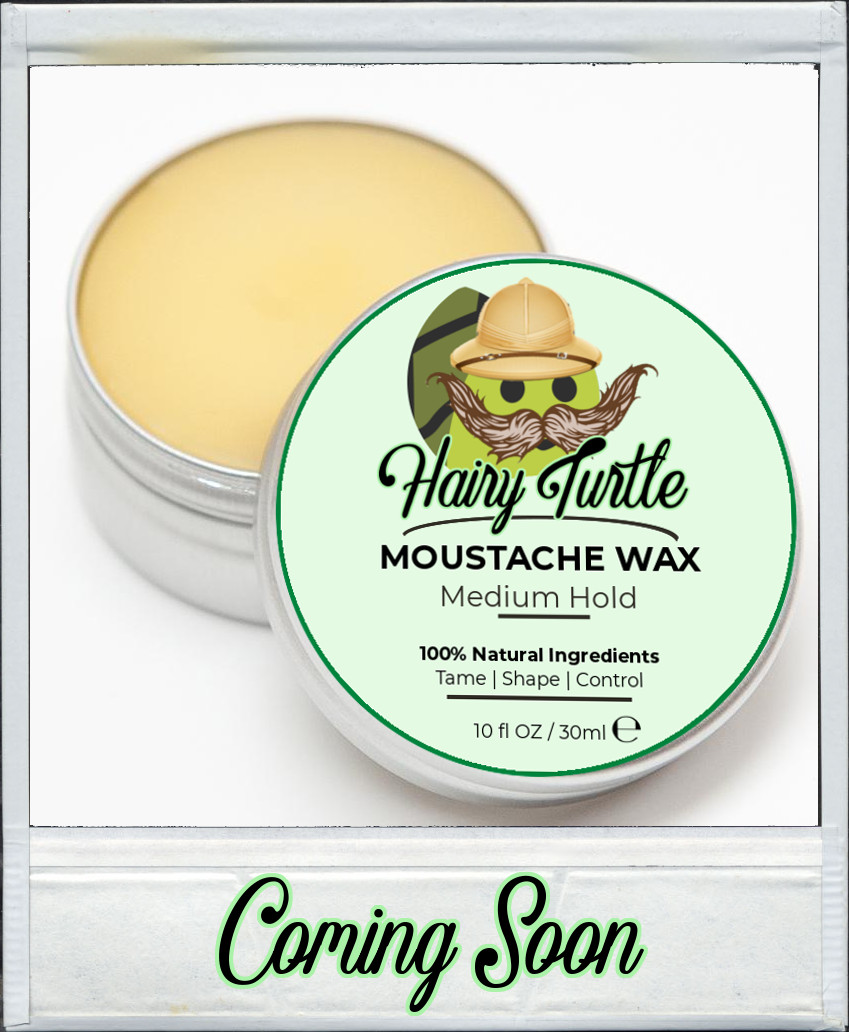 Hairy Turtle
MOUSTACHE WAX
Medium Hold
100% Natural Ingredients
Tame | Shape | Control
10 fl OZ / 30ml ℮
Coming Soon